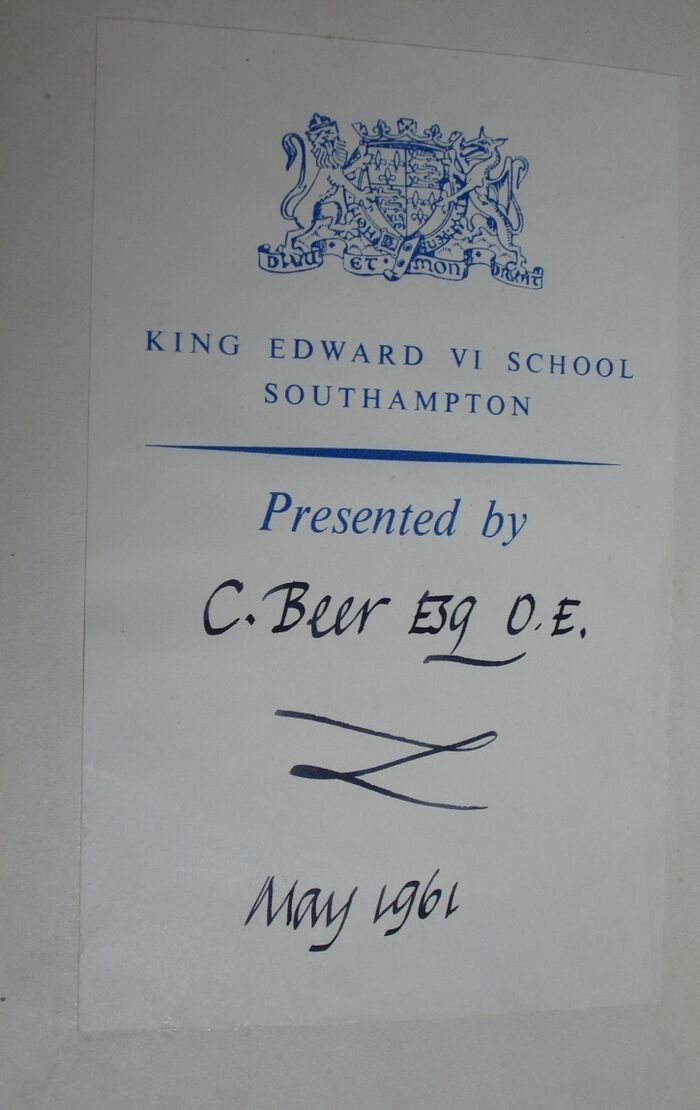 DIEU ET MON DROIT
KING EDWARD VI SCHOOL
SOUTHAMPTON
Presented by
C. Beer Esq O.E.
May 1961